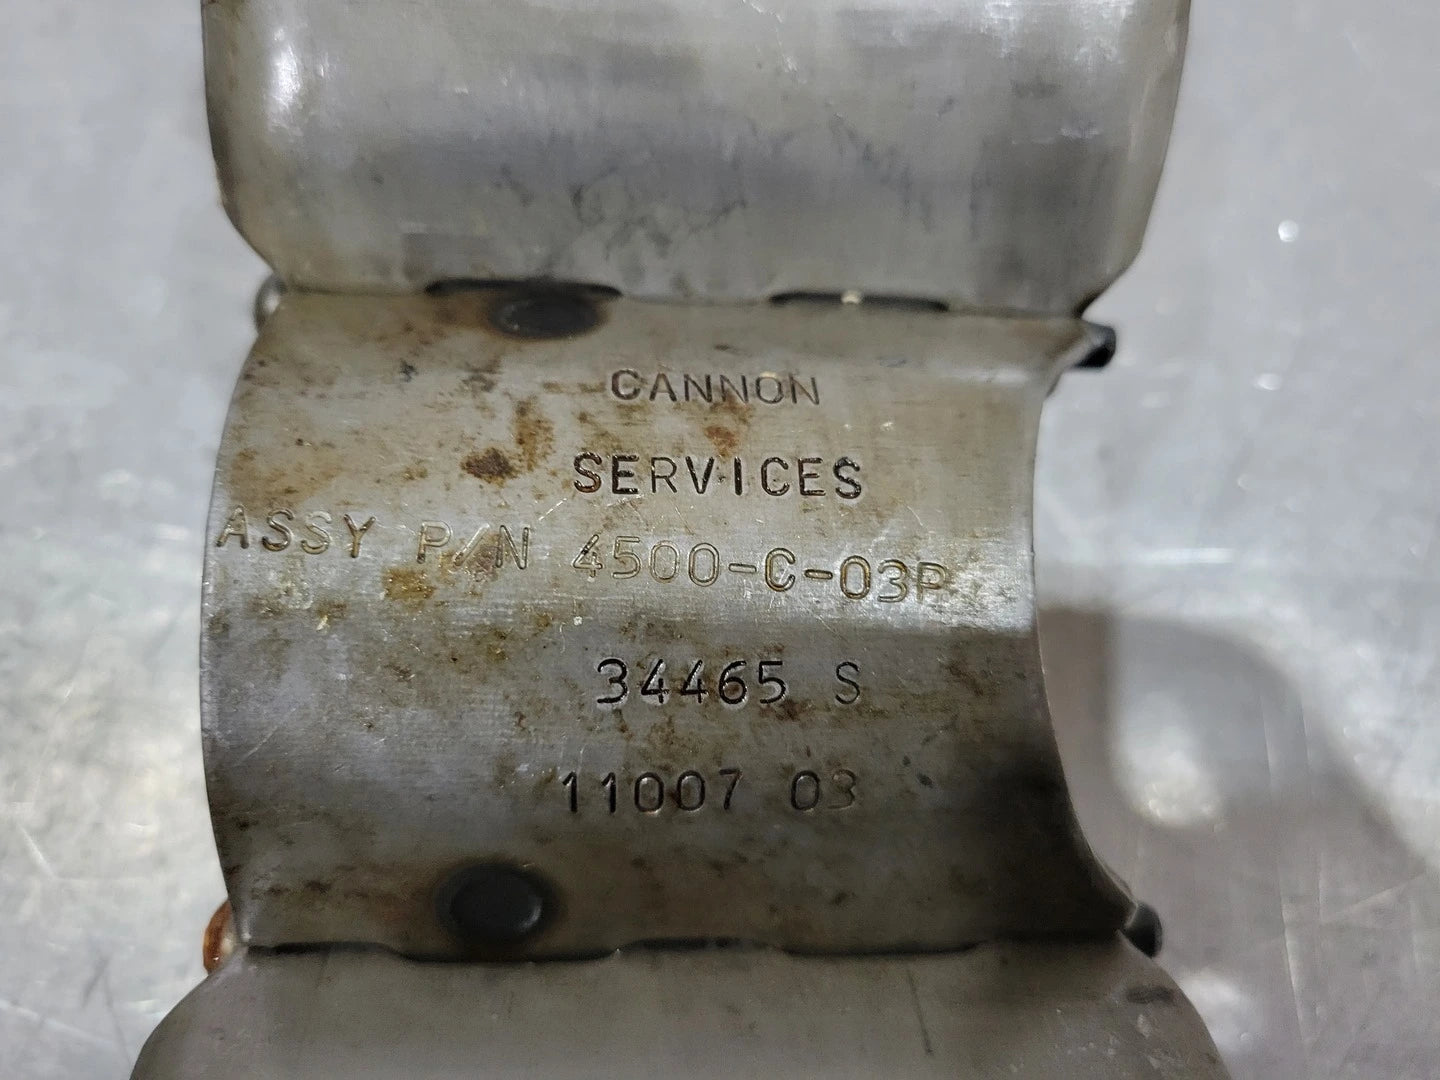 CANNON
SERVICES
ASSY P/N 4500-C-03P
34465 S
11007 03